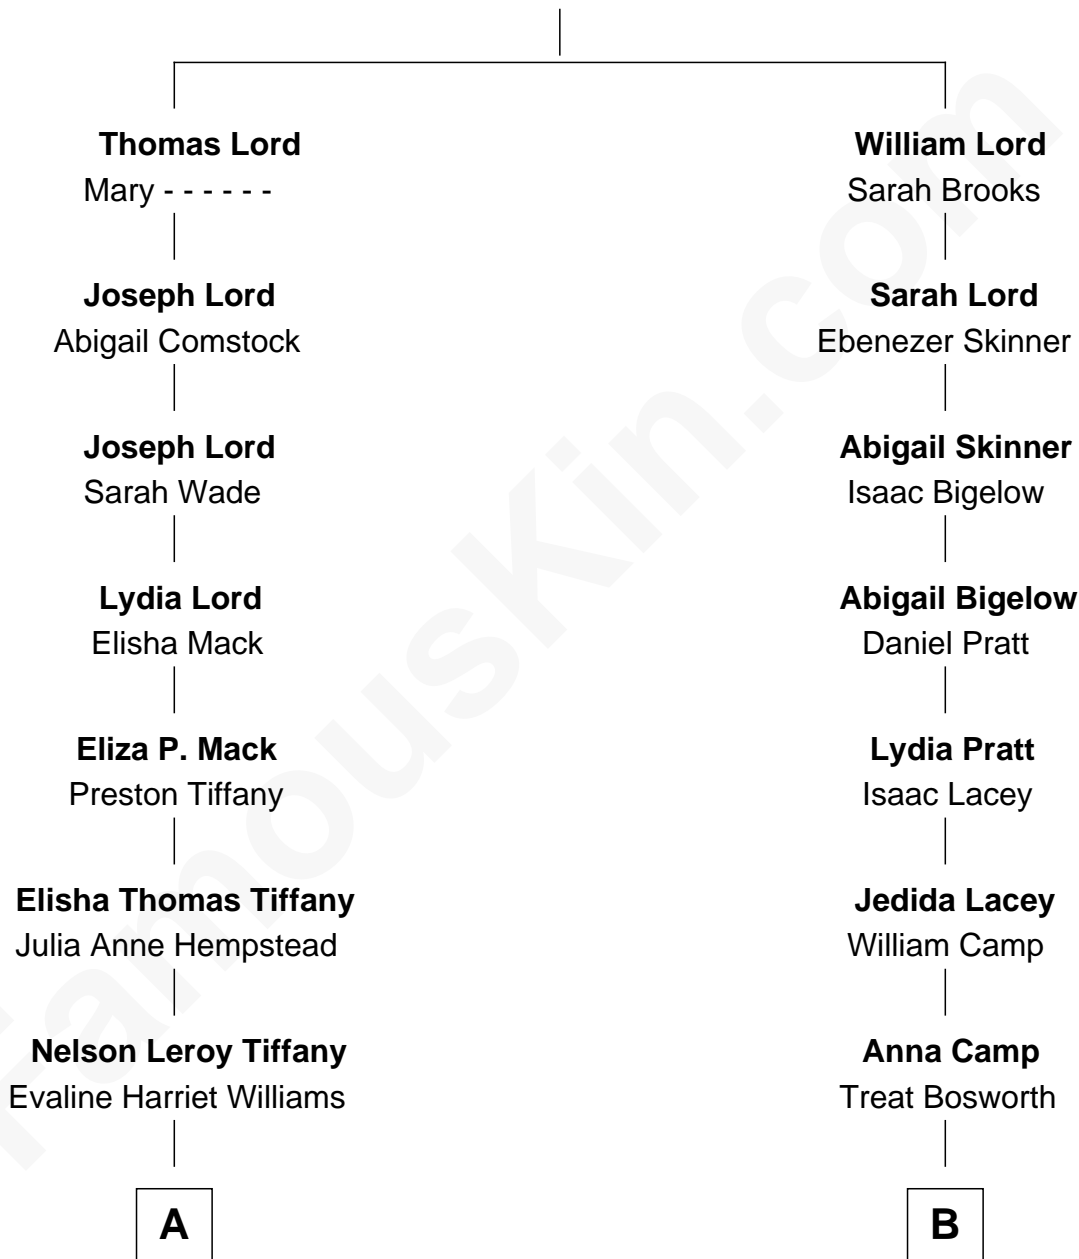 Thomas Lord
Mary - - - - - -
Joseph Lord
Abigail Comstock
Joseph Lord
Sarah Wade
Lydia Lord
Elisha Mack
Eliza P. Mack
Preston Tiffany
Elisha Thomas Tiffany
Julia Anne Hempstead
Nelson Leroy Tiffany
Evaline Harriet Williams
A
William Lord
Sarah Brooks
Sarah Lord
Ebenezer Skinner
Abigail Skinner
Isaac Bigelow
Abigail Bigelow
Daniel Pratt
Lydia Pratt
Isaac Lacey
Jedida Lacey
William Camp
Anna Camp
Treat Bosworth
B
FamousKin.com